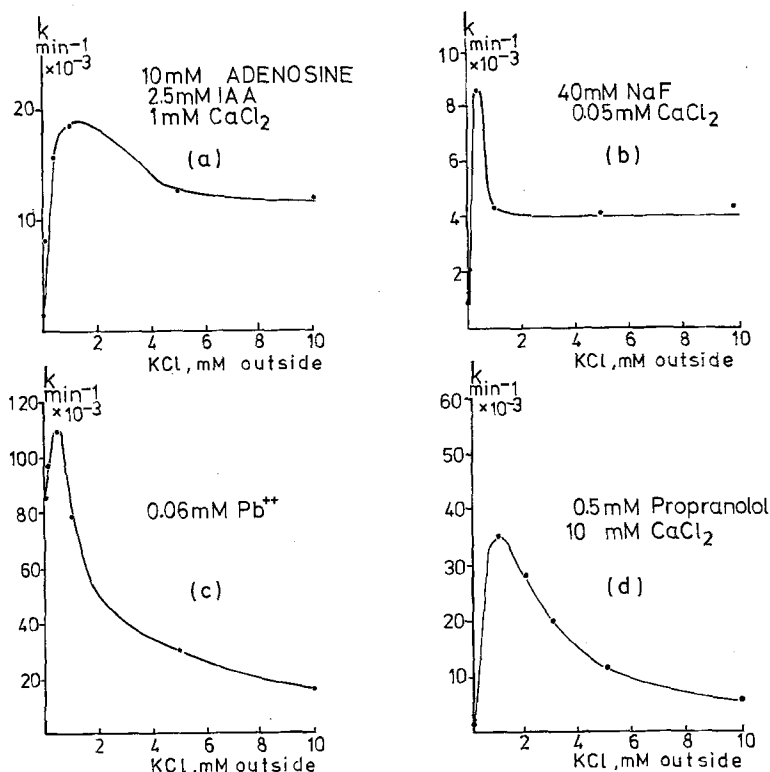 k
min-1
×10-3
10mM ADENOSINE
2.5mM IAA
1mM CaCl2
(a)
20
10
2 4 6 8 10
KCl, mM outside
k
min-1
×10-3
40mM NaF
0.05mM CaCl2
(b)
10
8
6
4
2
2 4 6 8 10
KCl, mM outside
k
min-1
×10-3
0.06mM Pb++
(c)
120
100
80
60
40
20
2 4 6 8 10
KCl, mM outside
k
min-1
×10-3
0.5mM Propranolol
10 mM CaCl2
(d)
60
50
40
30
20
10
2 4 6 8 10
KCl, mM outside